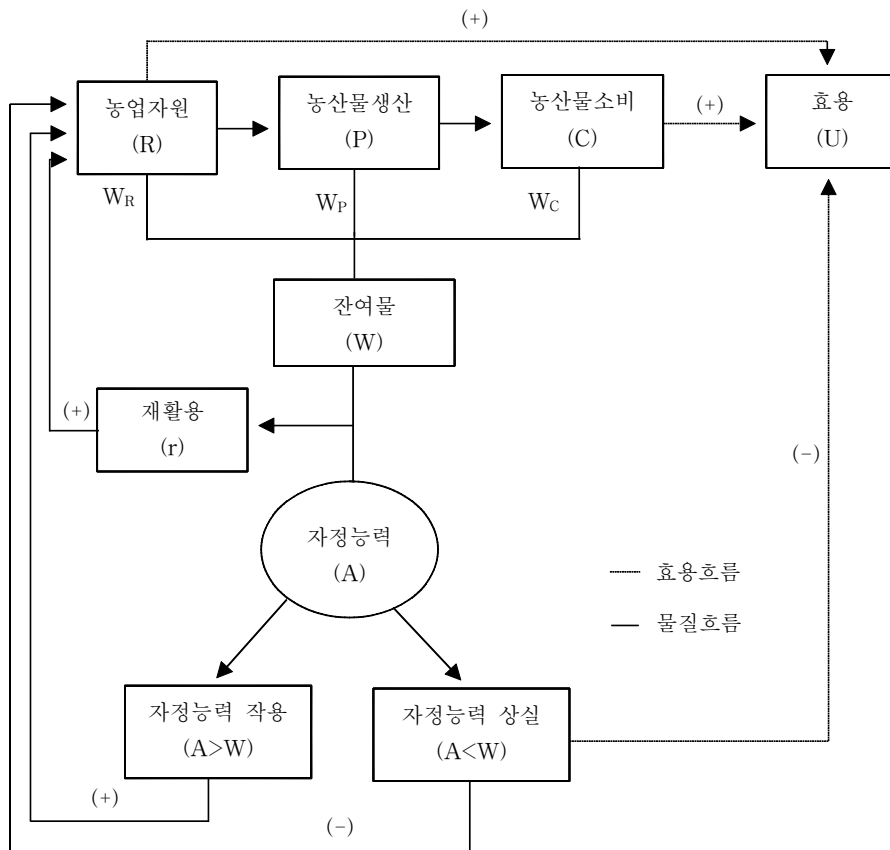 (+)
농업자원
(R)
농산물생산
(P)
농산물소비
(C)
(+)
효용
(U)
W_R
W_P
W_C
잔여물
(W)
(+)
재활용
(r)
(-)
자정능력
(A)
효용흐름
물질흐름
자정능력 작용
(A>W)
자정능력 상실
(A<W)
(+)
(-)